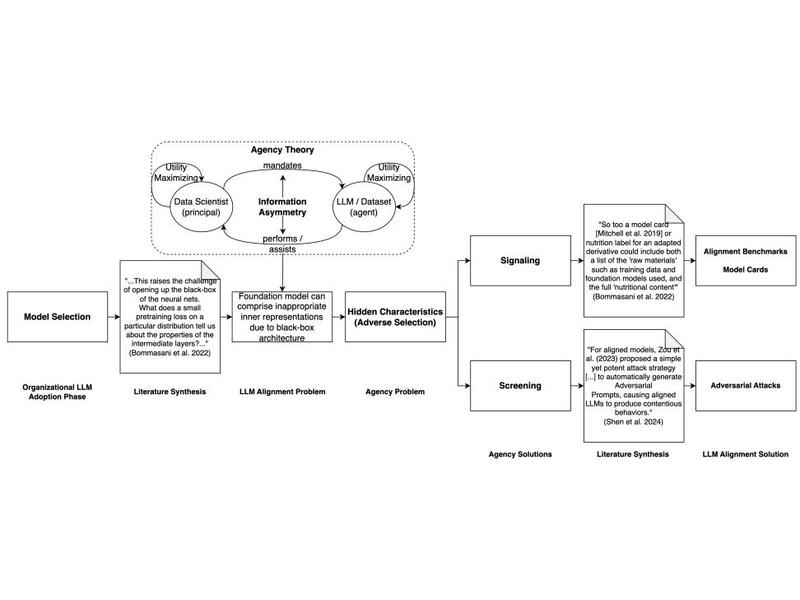 Agency Theory
Utility
Maximizing
mandates
Utility
Maximizing
Data Scientist
(principal)
Information
Asymmetry
LLM / Dataset
(agent)
performs /
assists
Model Selection
"...This raises the challenge
of opening up the black-box
of the neural nets.
What does a small
pretraining loss on a
particular distribution tell us
about the properties of the
intermediate layers?..."
(Bommasani et al. 2022)
Foundation model can
comprise inappropriate
inner representations
due to black-box
architecture
Hidden Characteristics
(Adverse Selection)
Signaling
"So too a model card
[Mitchell et al. 2019] or
nutrition label for an adapted
derivative could include both
a list of the 'raw materials'
such as training data and
foundation models used, and
the full 'nutritional content'"
(Bommasani et al. 2022)
Alignment Benchmarks
Model Cards
Screening
"For aligned models, Zou et
al. (2023) proposed a simple
yet potent attack strategy
[...] to automatically generate
Adversarial
Prompts, causing aligned
LLMs to produce contentious
behaviors."
(Shen et al. 2024)
Adversarial Attacks
Organizational LLM
Adoption Phase
Literature Synthesis
LLM Alignment Problem
Agency Problem
Agency Solutions
Literature Synthesis
LLM Alignment Solution